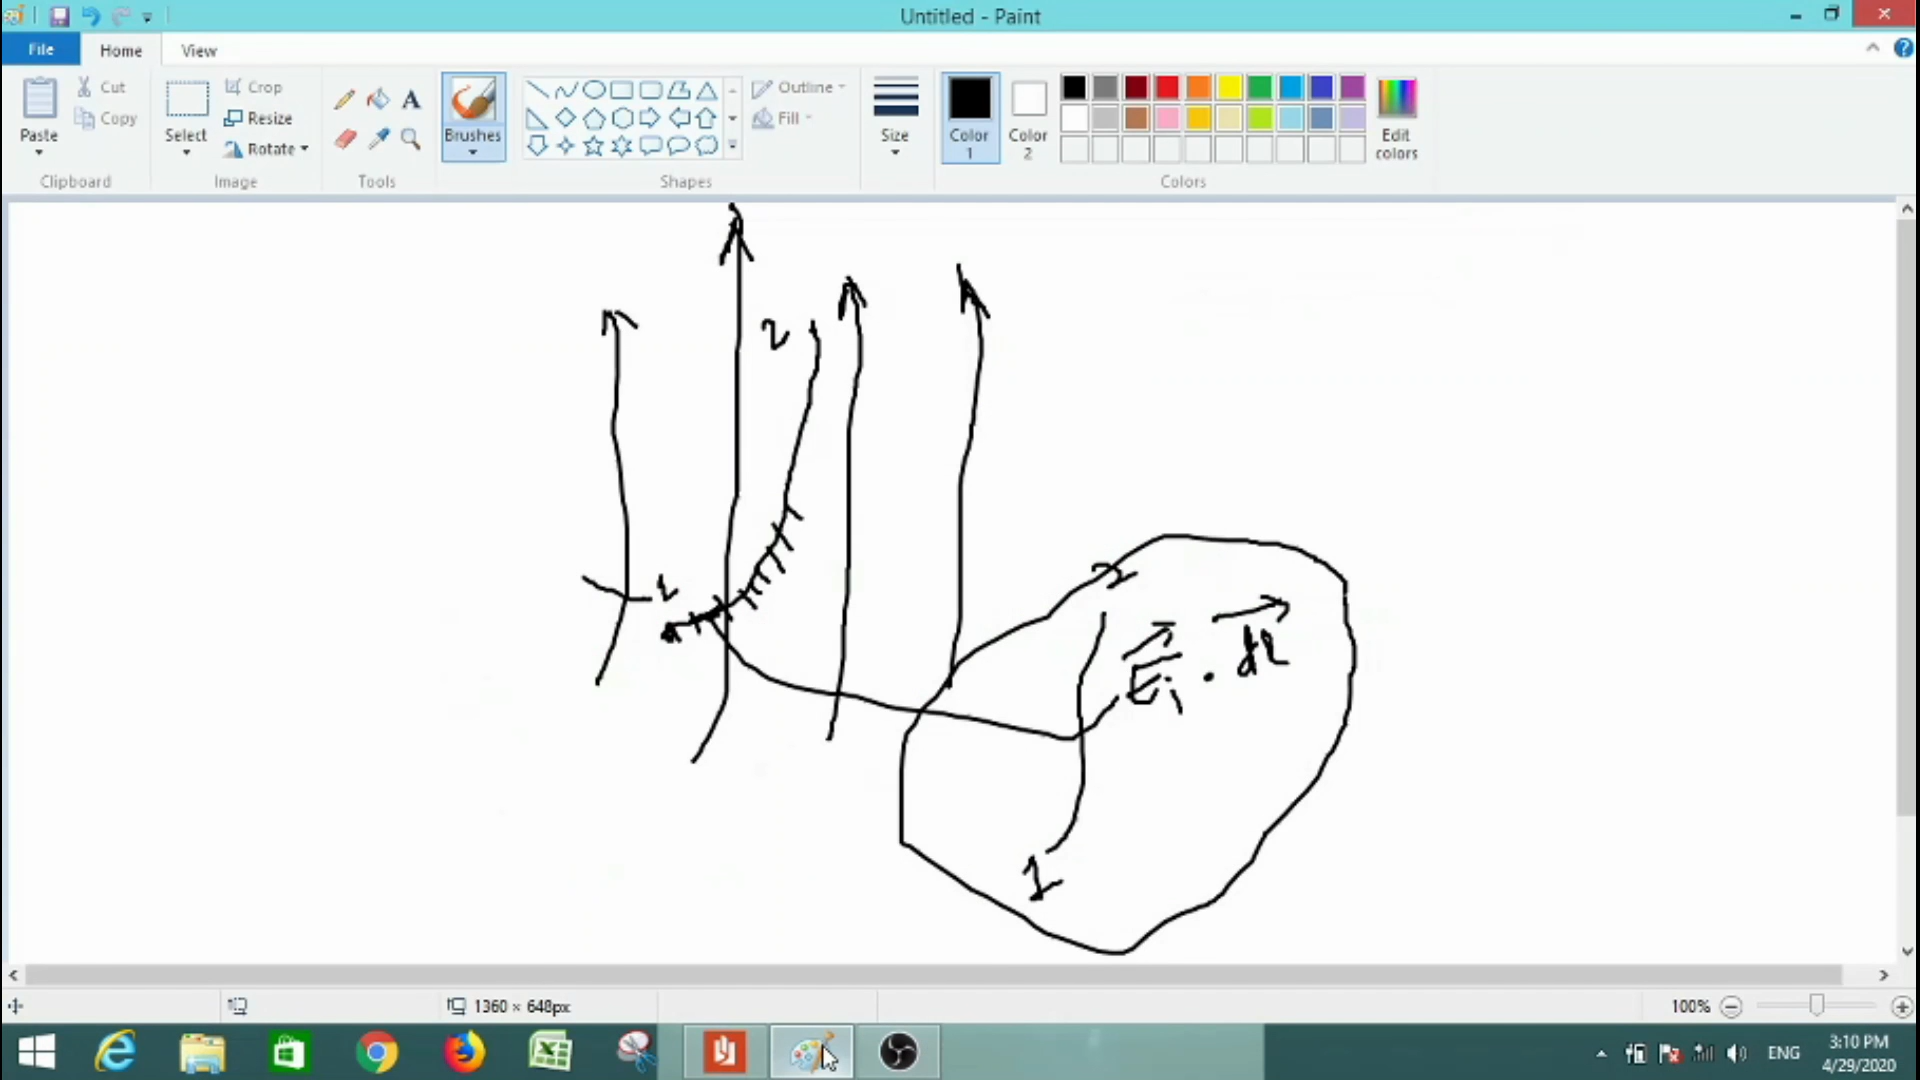 Untitled - Paint
File Home View
Paste
Cut
Copy
Clipboard
Select
Crop
Resize
Rotate
Image
Tools
Brushes
Shapes
Outline
Fill
Size
Color 1
Color 2
Edit colors
Colors
2
1
2
E_i . dl
1
1360 × 648px
100%
ENG
3:10 PM
4/29/2020